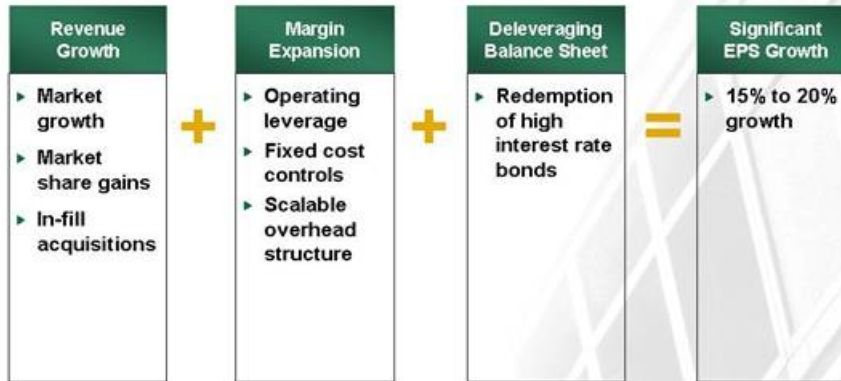 Revenue
Growth
Market
growth
Market
share gains
In-fill
acquisitions
+
Margin
Expansion
Operating
leverage
Fixed cost
controls
Scalable
overhead
structure
+
Deleveraging
Balance Sheet
Redemption
of high
interest rate
bonds
=
Significant
EPS Growth
15% to 20%
growth